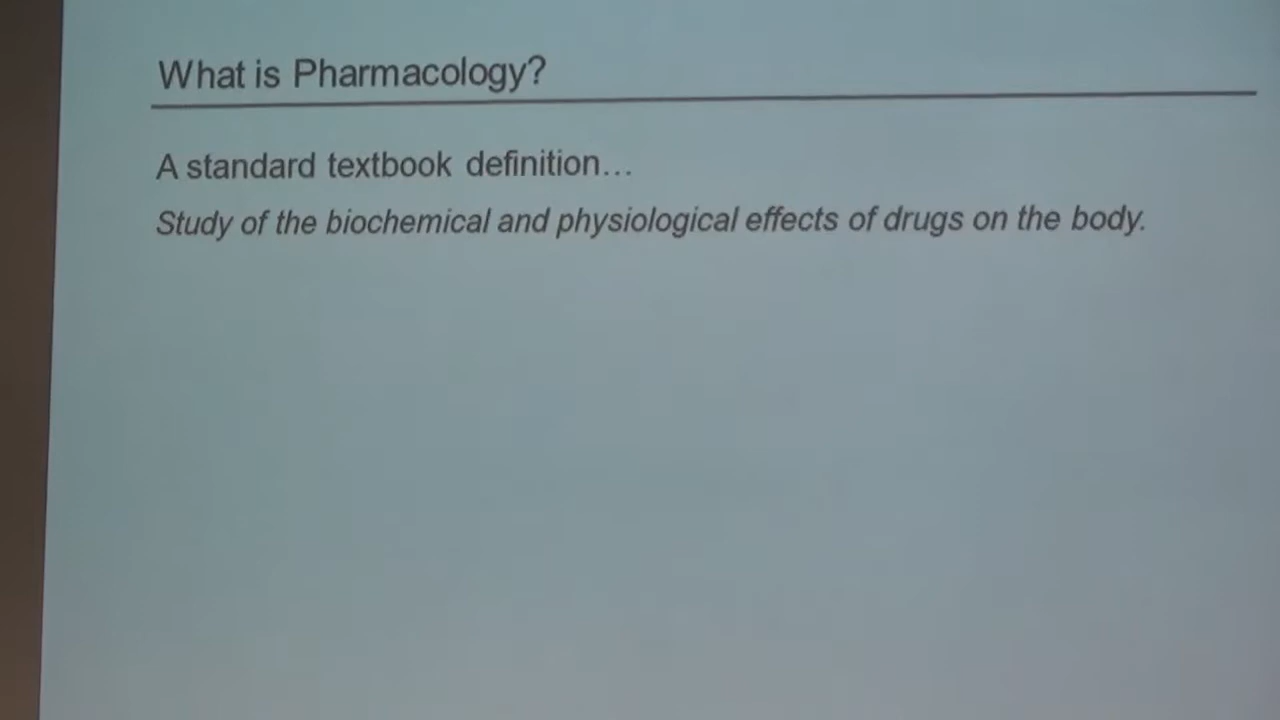 What is Pharmacology?
A standard textbook definition...
Study of the biochemical and physiological effects of drugs on the body.